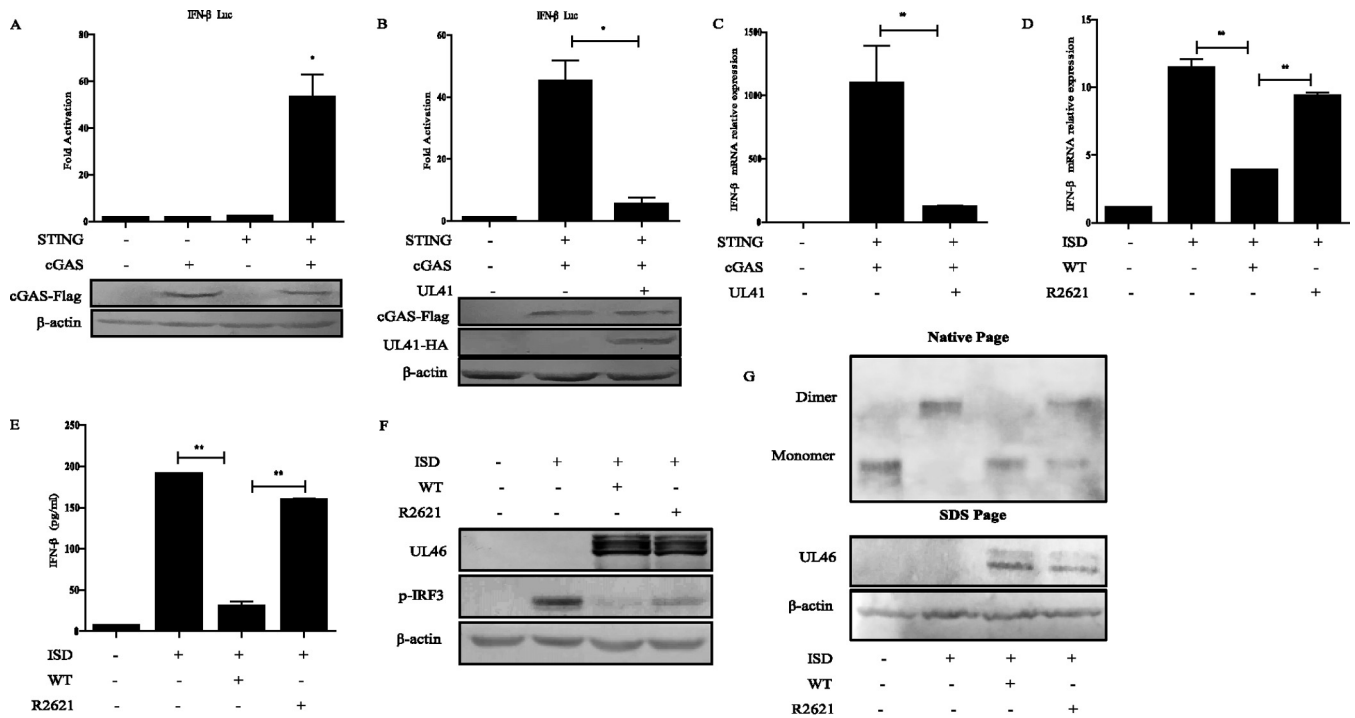 A
IFN-β Luc
*
Fold Activation
80
60
40
20
0
STING - - + +
cGAS - + - +
cGAS-Flag
β-actin
B
IFN-β Luc
*
Fold Activation
60
40
20
0
STING - + +
cGAS - + +
UL41 - - +
cGAS-Flag
UL41-HA
β-actin
C
**
IFN-β mRNA relative expression
1500
1000
500
0
STING - + +
cGAS - + +
UL41 - - +
D
**
**
IFN-β mRNA relative expression
15
10
5
0
ISD - + + +
WT - - + -
R2621 - - - +
E
**
**
IFN-β (pg/ml)
250
200
150
100
50
0
ISD - + + +
WT - - + -
R2621 - - - +
F
ISD - + + +
WT - - + -
R2621 - - - +
UL46
p-IRF3
β-actin
G
Native Page
Dimer
Monomer
SDS Page
UL46
β-actin
ISD - + + +
WT - - + -
R2621 - - - +